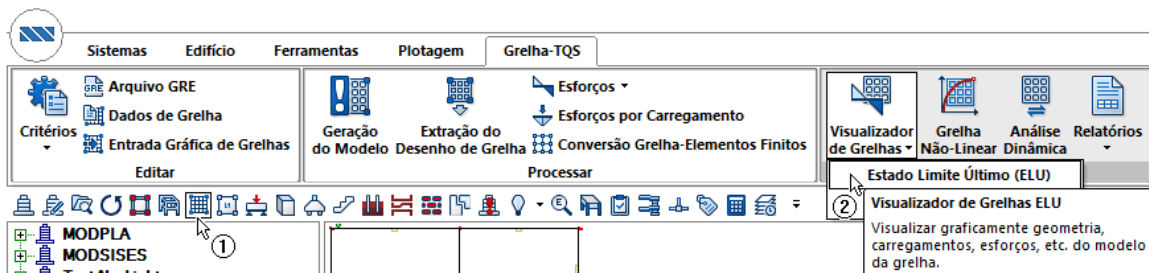 Sistemas Edifício Ferramentas Plotagem Grelha-TQS
Critérios
GRE Arquivo GRE
Dados de Grelha
Entrada Gráfica de Grelhas
Editar
Geração
do Modelo
Extração do
Desenho de Grelha
Esforços
Esforços por Carregamento
Conversão Grelha-Elementos Finitos
Processar
Visualizador
de Grelhas
Grelha
Não-Linear
Análise
Dinâmica
Relatórios
Estado Limite Último (ELU)
2
Visualizador de Grelhas ELU
Visualizar graficamente geometria,
carregamentos, esforços, etc. do modelo
da grelha.
1
MODPLA
MODSISES